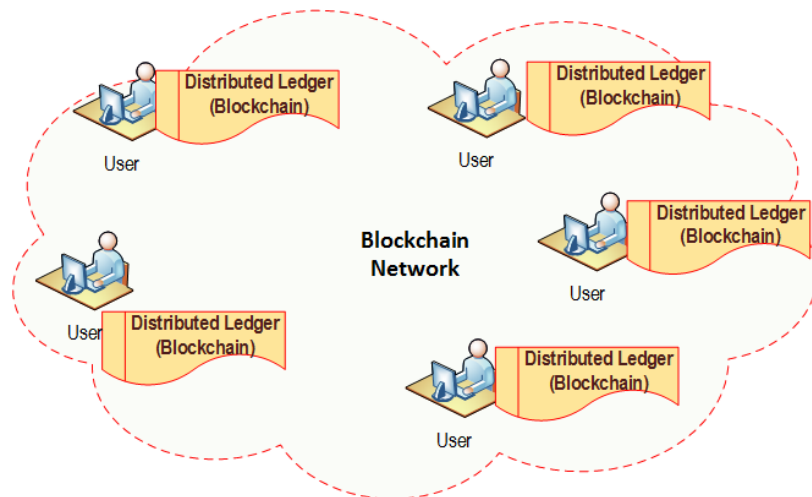 Distributed Ledger
(Blockchain)
User
Distributed Ledger
(Blockchain)
User
Distributed Ledger
(Blockchain)
User
Blockchain
Network
User
Distributed Ledger
(Blockchain)
Distributed Ledger
(Blockchain)
User